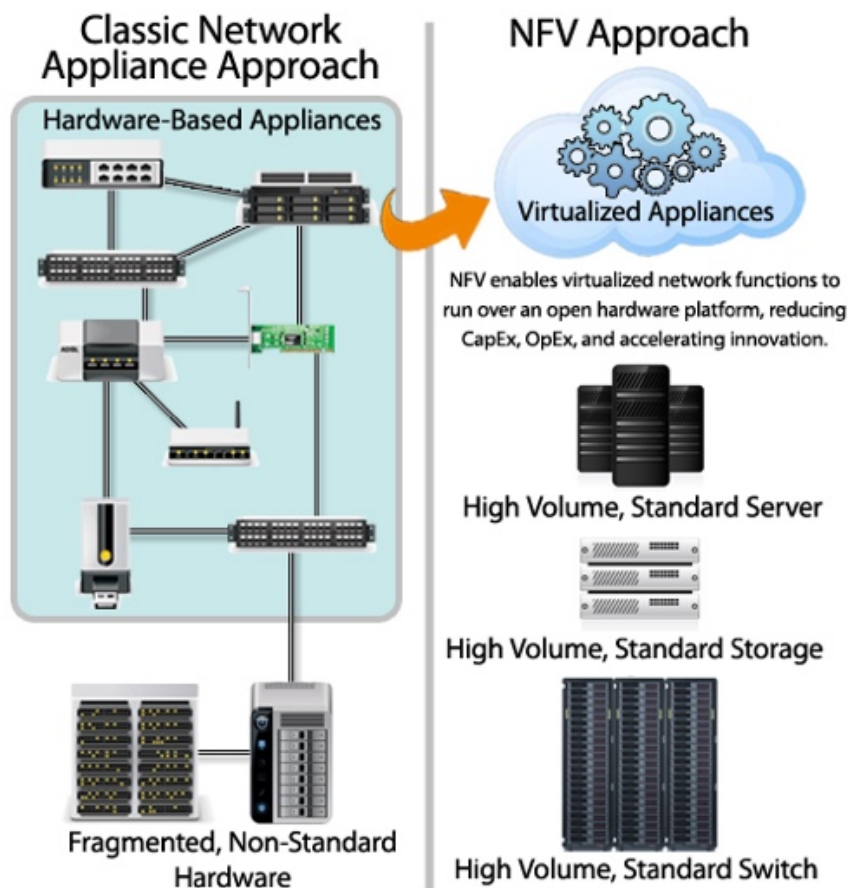 Classic Network
Appliance Approach
Hardware-Based Appliances
ADSL
Fragmented, Non-Standard
Hardware
NFV Approach
Virtualized Appliances
NFV enables virtualized network functions to
run over an open hardware platform, reducing
CapEx, OpEx, and accelerating innovation.
High Volume, Standard Server
High Volume, Standard Storage
High Volume, Standard Switch